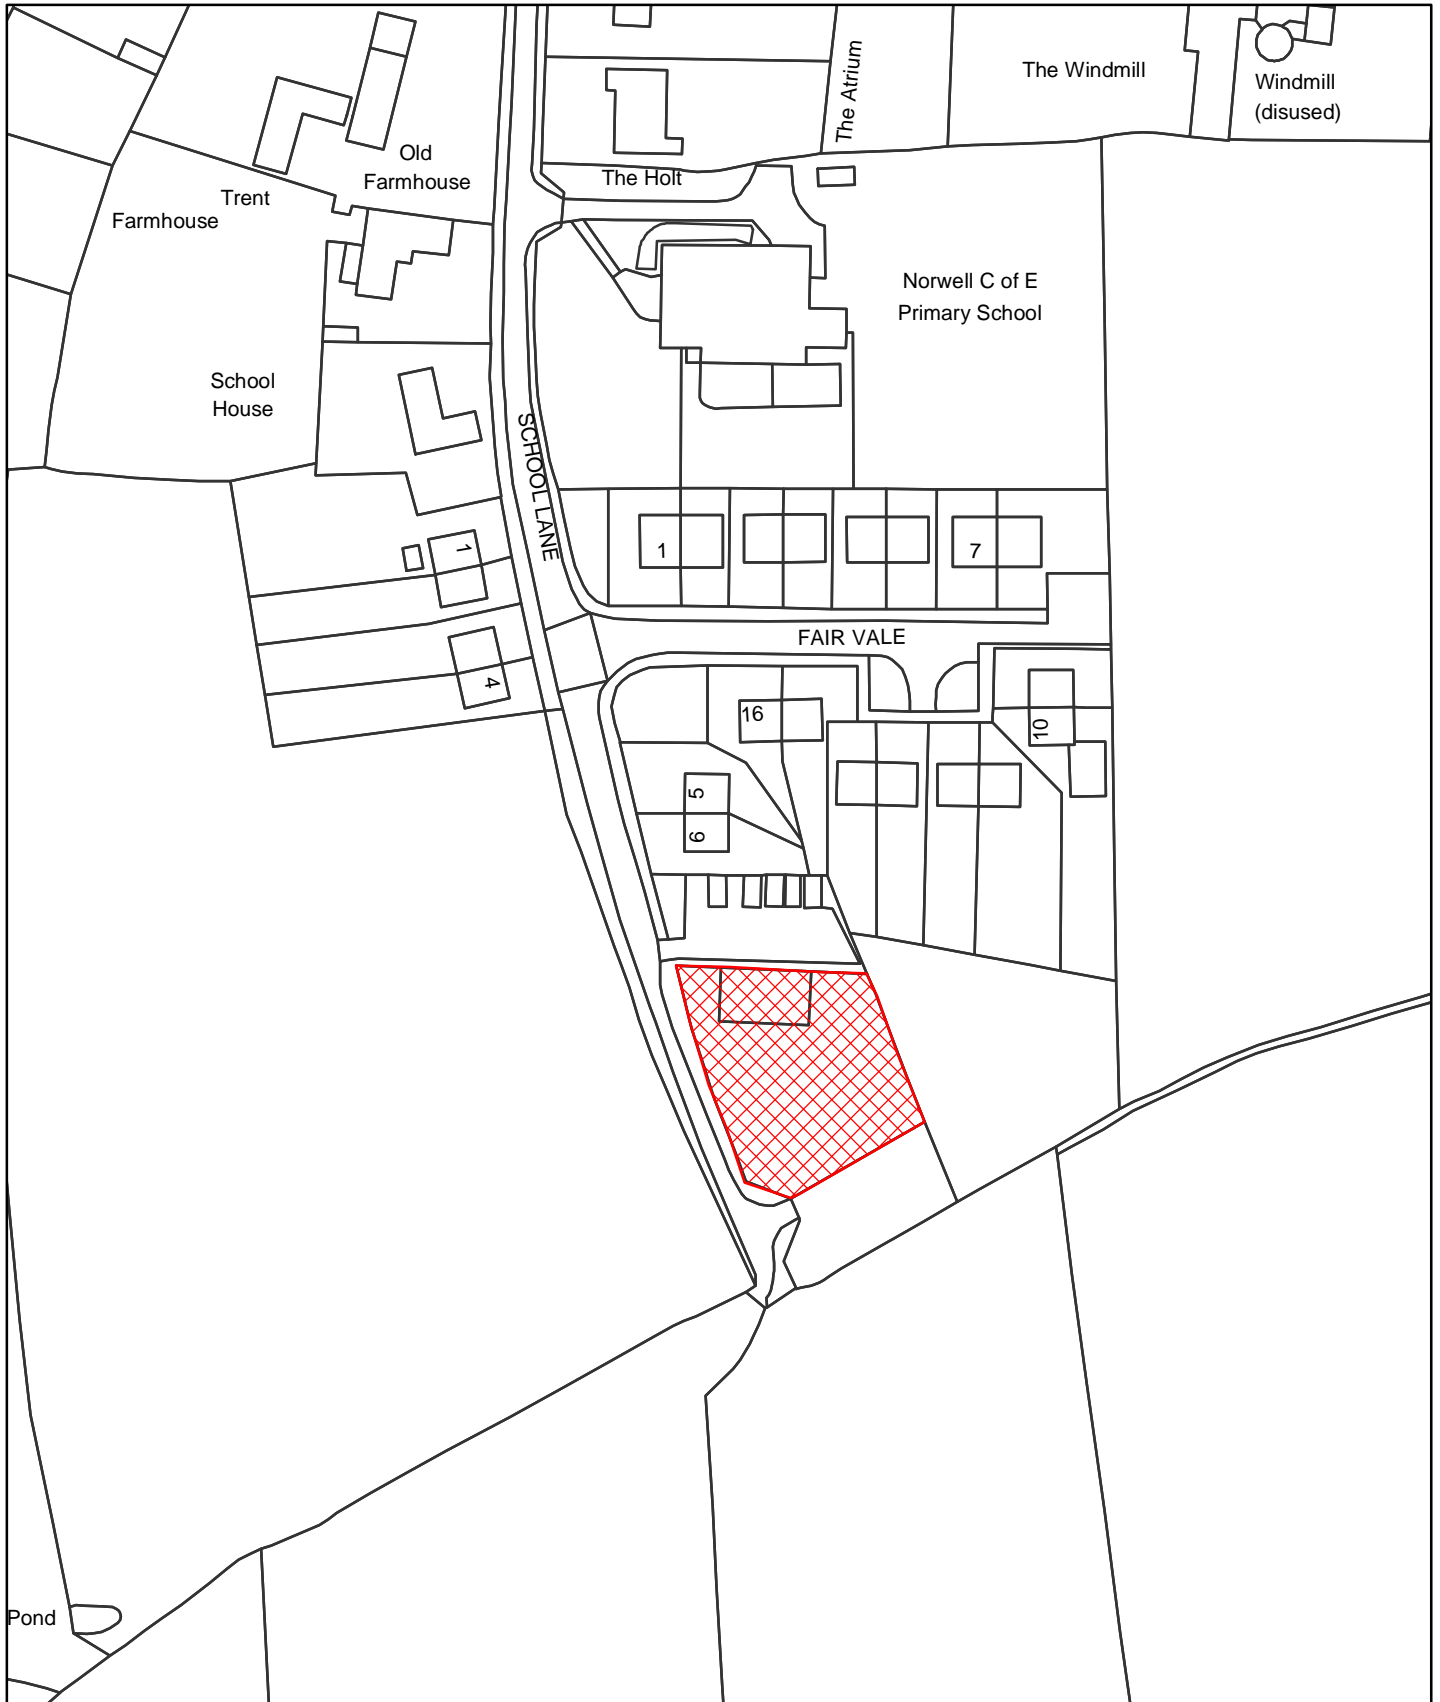 The Atrium
The Windmill
Windmill
(disused)
Old
Farmhouse
The Holt
Trent
Farmhouse
Norwell C of E
Primary School
School
House
SCHOOL LANE
1
1
7
FAIR VALE
4
16
10
5
6
Pond